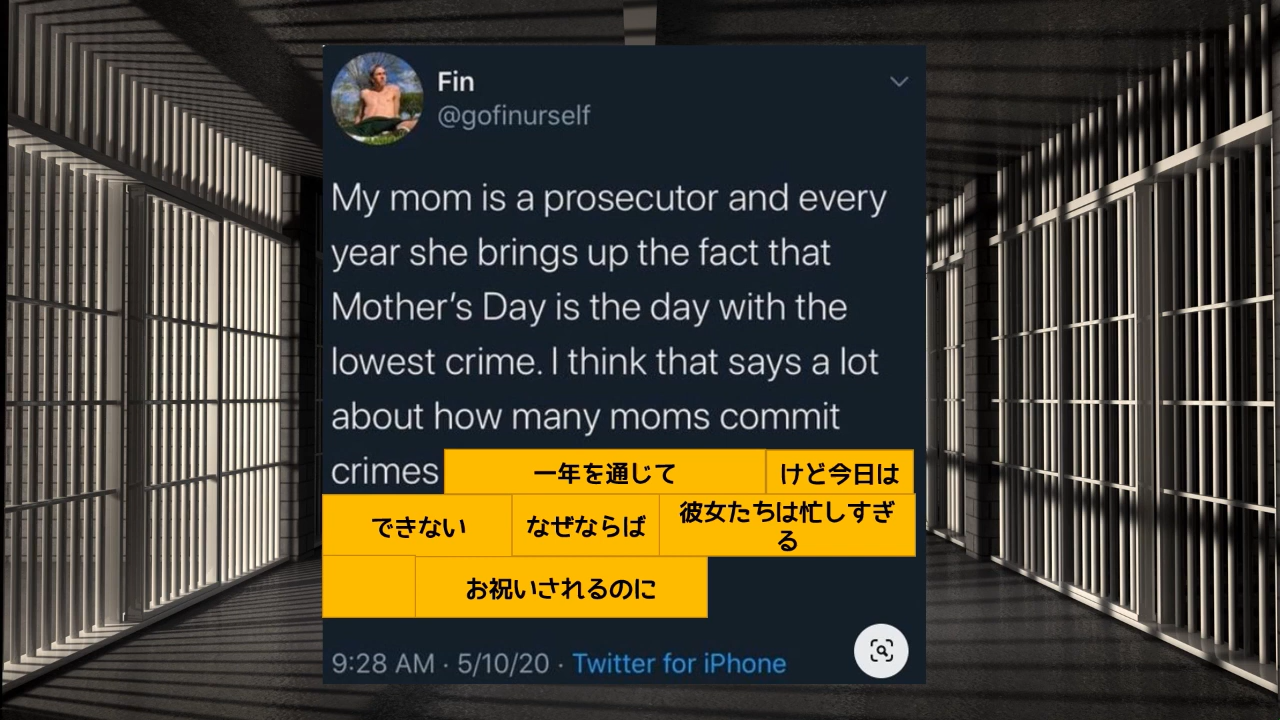 Fin
@gofinurself
My mom is a prosecutor and every
year she brings up the fact that
Mother's Day is the day with the
lowest crime. I think that says a lot
about how many moms commit
crimes 一年を通じて けど今日は
できない なぜならば 彼女たちは忙しすぎ
る
お祝いされるのに
9:28 AM · 5/10/20 · Twitter for iPhone